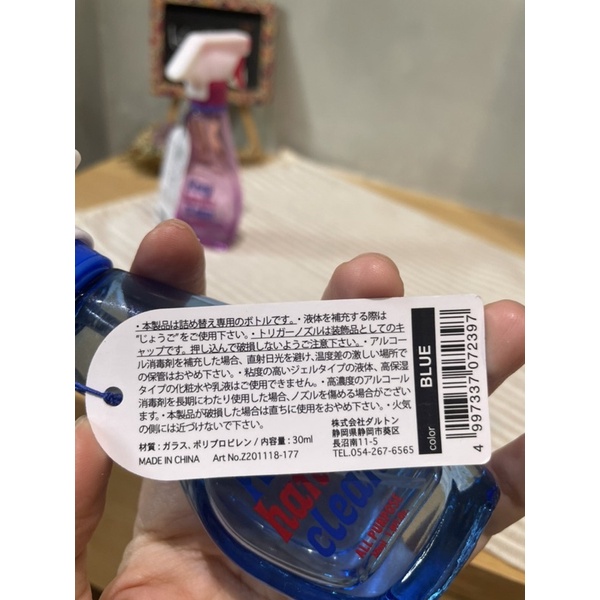 ・本製品は詰め替え専用のボトルです。・液体を補充する際は
“じょうご”をご使用下さい。・トリガーノズルは装飾品としてのキ
ャップです。押し込んで破損しないようご注意下さい。・アルコー
ル消毒剤を補充した場合、直射日光を避け、温度差の激しい場所で
の保管はおやめ下さい。・粘度の高いジェルタイプの液体、高保湿
タイプの化粧水や乳液はご使用できません。・高濃度のアルコール
消毒剤を長期にわたり使用した場合、ノズルを痛める場合がござい
ます。・本製品が破損した場合は直ちに使用をおやめ下さい。・火気
の側には近づけないで下さい。
材質：ガラス、ポリプロピレン / 内容量：30ml
MADE IN CHINA Art No.Z201118-177
株式会社ダルトン
静岡県静岡市葵区
長沼南11-5
TEL.054-267-6565
color BLUE
4997337072397
clean
ALL PURPOSE